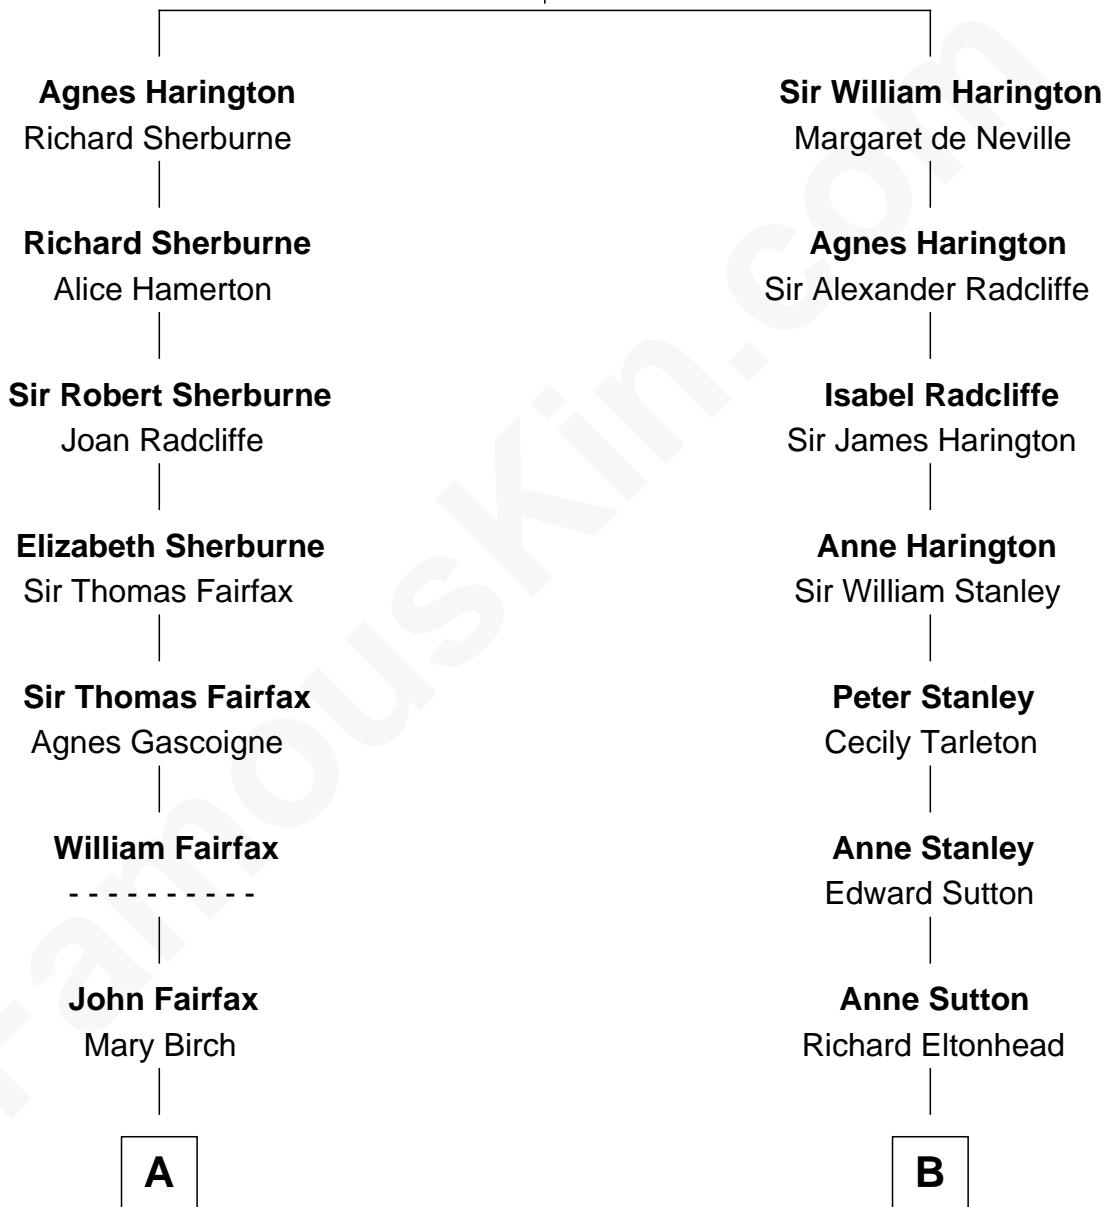 Agnes Harington
Richard Sherburne
Richard Sherburne
Alice Hamerton
Sir Robert Sherburne
Joan Radcliffe
Elizabeth Sherburne
Sir Thomas Fairfax
Sir Thomas Fairfax
Agnes Gascoigne
William Fairfax
- - - - - - - - - -
John Fairfax
Mary Birch
A
Sir William Harington
Margaret de Neville
Agnes Harington
Sir Alexander Radcliffe
Isabel Radcliffe
Sir James Harington
Anne Harington
Sir William Stanley
Peter Stanley
Cecily Tarleton
Anne Stanley
Edward Sutton
Anne Sutton
Richard Eltonhead
B
FamousKin.com